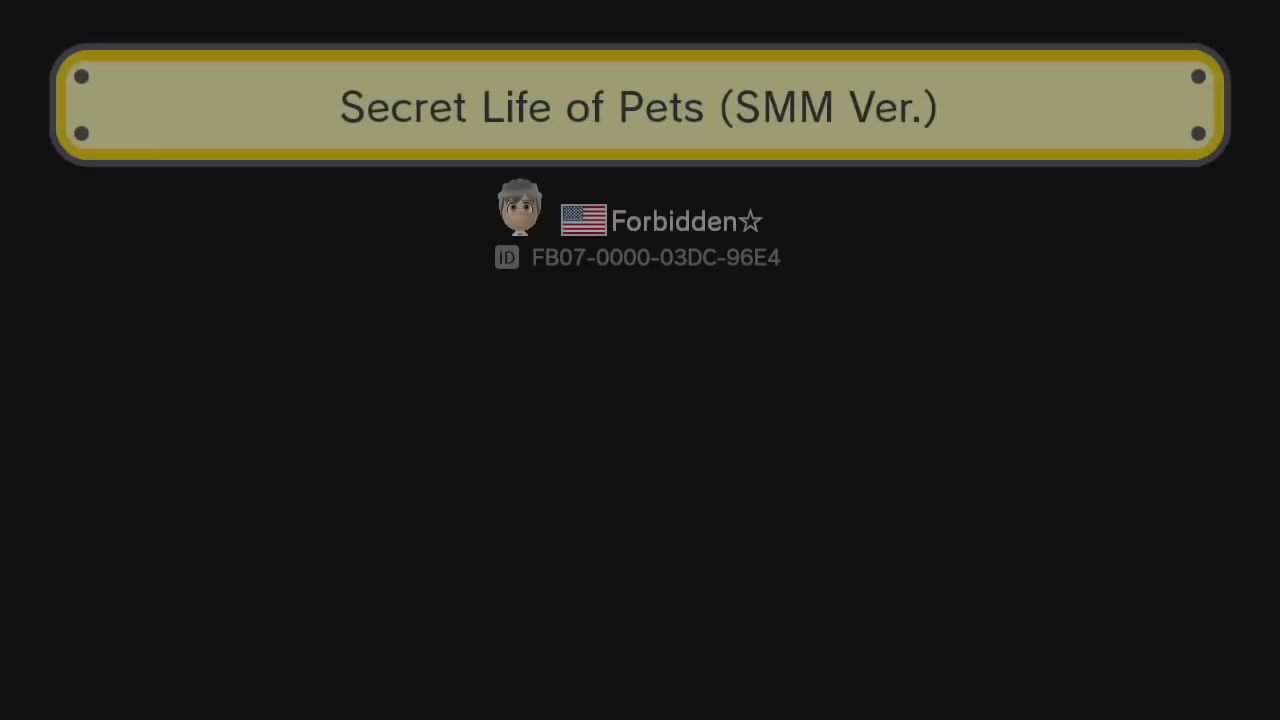 Secret Life of Pets (SMM Ver.)
Forbidden☆
ID FB07-0000-03DC-96E4